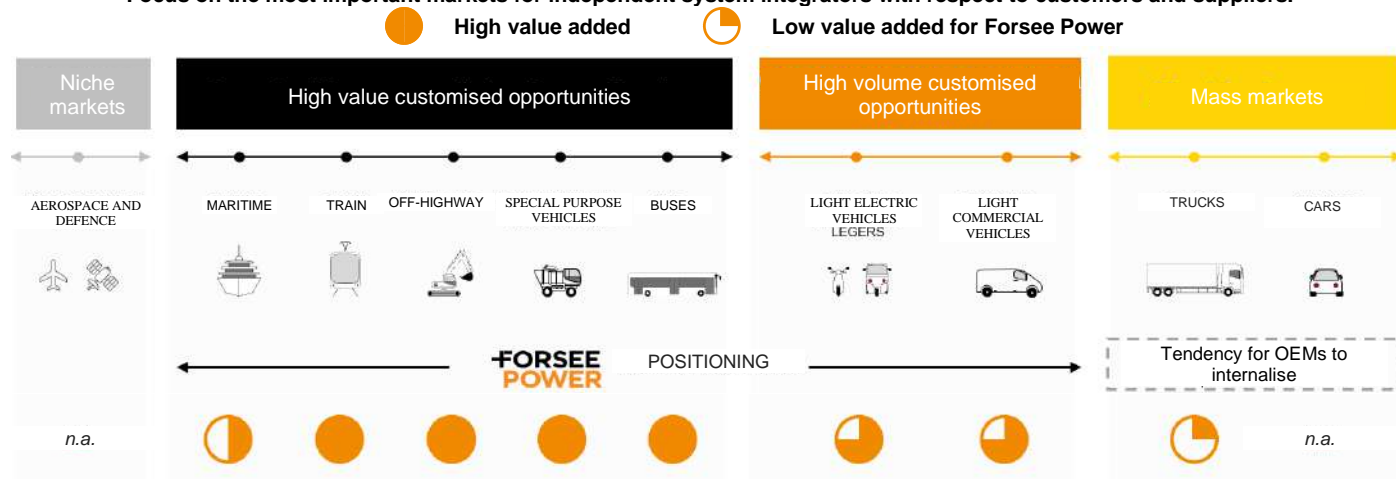 Focus on the most important markets for independent system integrators with respect to customers and suppliers.
High value added
Low value added for Forsee Power
Niche
markets
High value customised opportunities
High volume customised
opportunities
Mass markets
AEROSPACE AND
DEFENCE
MARITIME
TRAIN
OFF-HIGHWAY
SPECIAL PURPOSE
VEHICLES
BUSES
LIGHT ELECTRIC
VEHICLES
LEGERS
LIGHT
COMMERCIAL
VEHICLES
TRUCKS
CARS
FORSEE
POWER
POSITIONING
Tendency for OEMs to
internalise
n.a.
n.a.